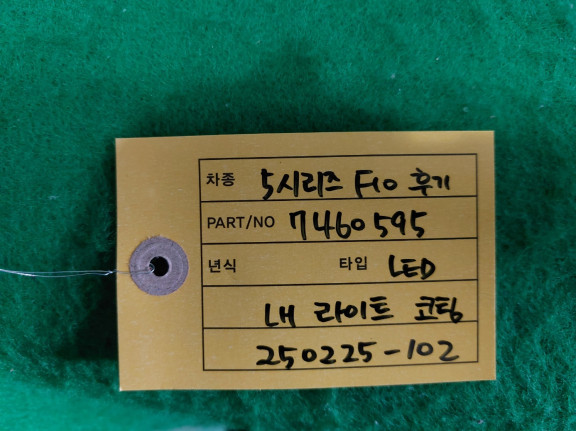 차종 5시리즈 F10 후기
PART/NO 7460595
년식 타입 LED
LH 라이트 코팅
250225-102